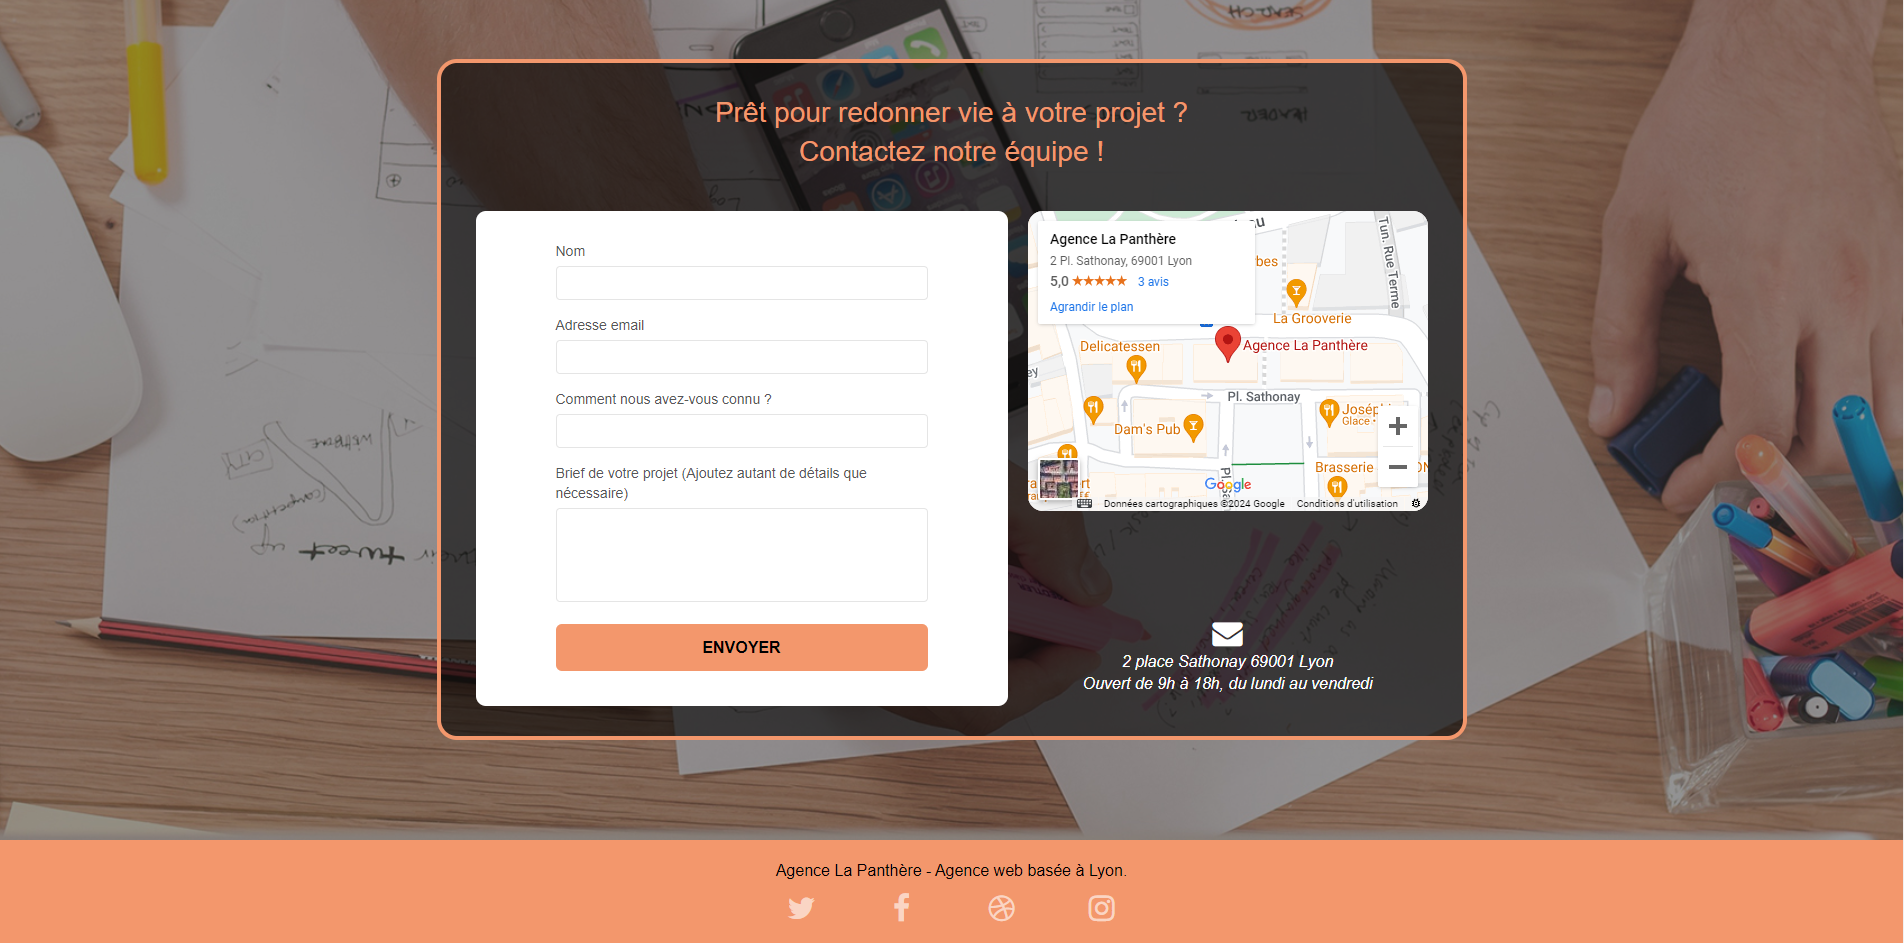 Prêt pour redonner vie à votre projet ?
Contactez notre équipe !
Nom
Adresse email
Comment nous avez-vous connu ?
Brief de votre projet (Ajoutez autant de détails que
nécessaire)
ENVOYER
Agence La Panthère
2 Pl. Sathonay, 69001 Lyon
5,0 ★★★★★ 3 avis
Agrandir le plan
Tun. Rue Terme
La Grooverie
Delicatessen
Agence La Panthère
Pl. Sathonay
Dam's Pub
Glace
Brasserie
Google
Données cartographiques ©2024 Google
Conditions d'utilisation
2 place Sathonay 69001 Lyon
Ouvert de 9h à 18h, du lundi au vendredi
Agence La Panthère - Agence web basée à Lyon.
SEARCH
HEADER
tweet